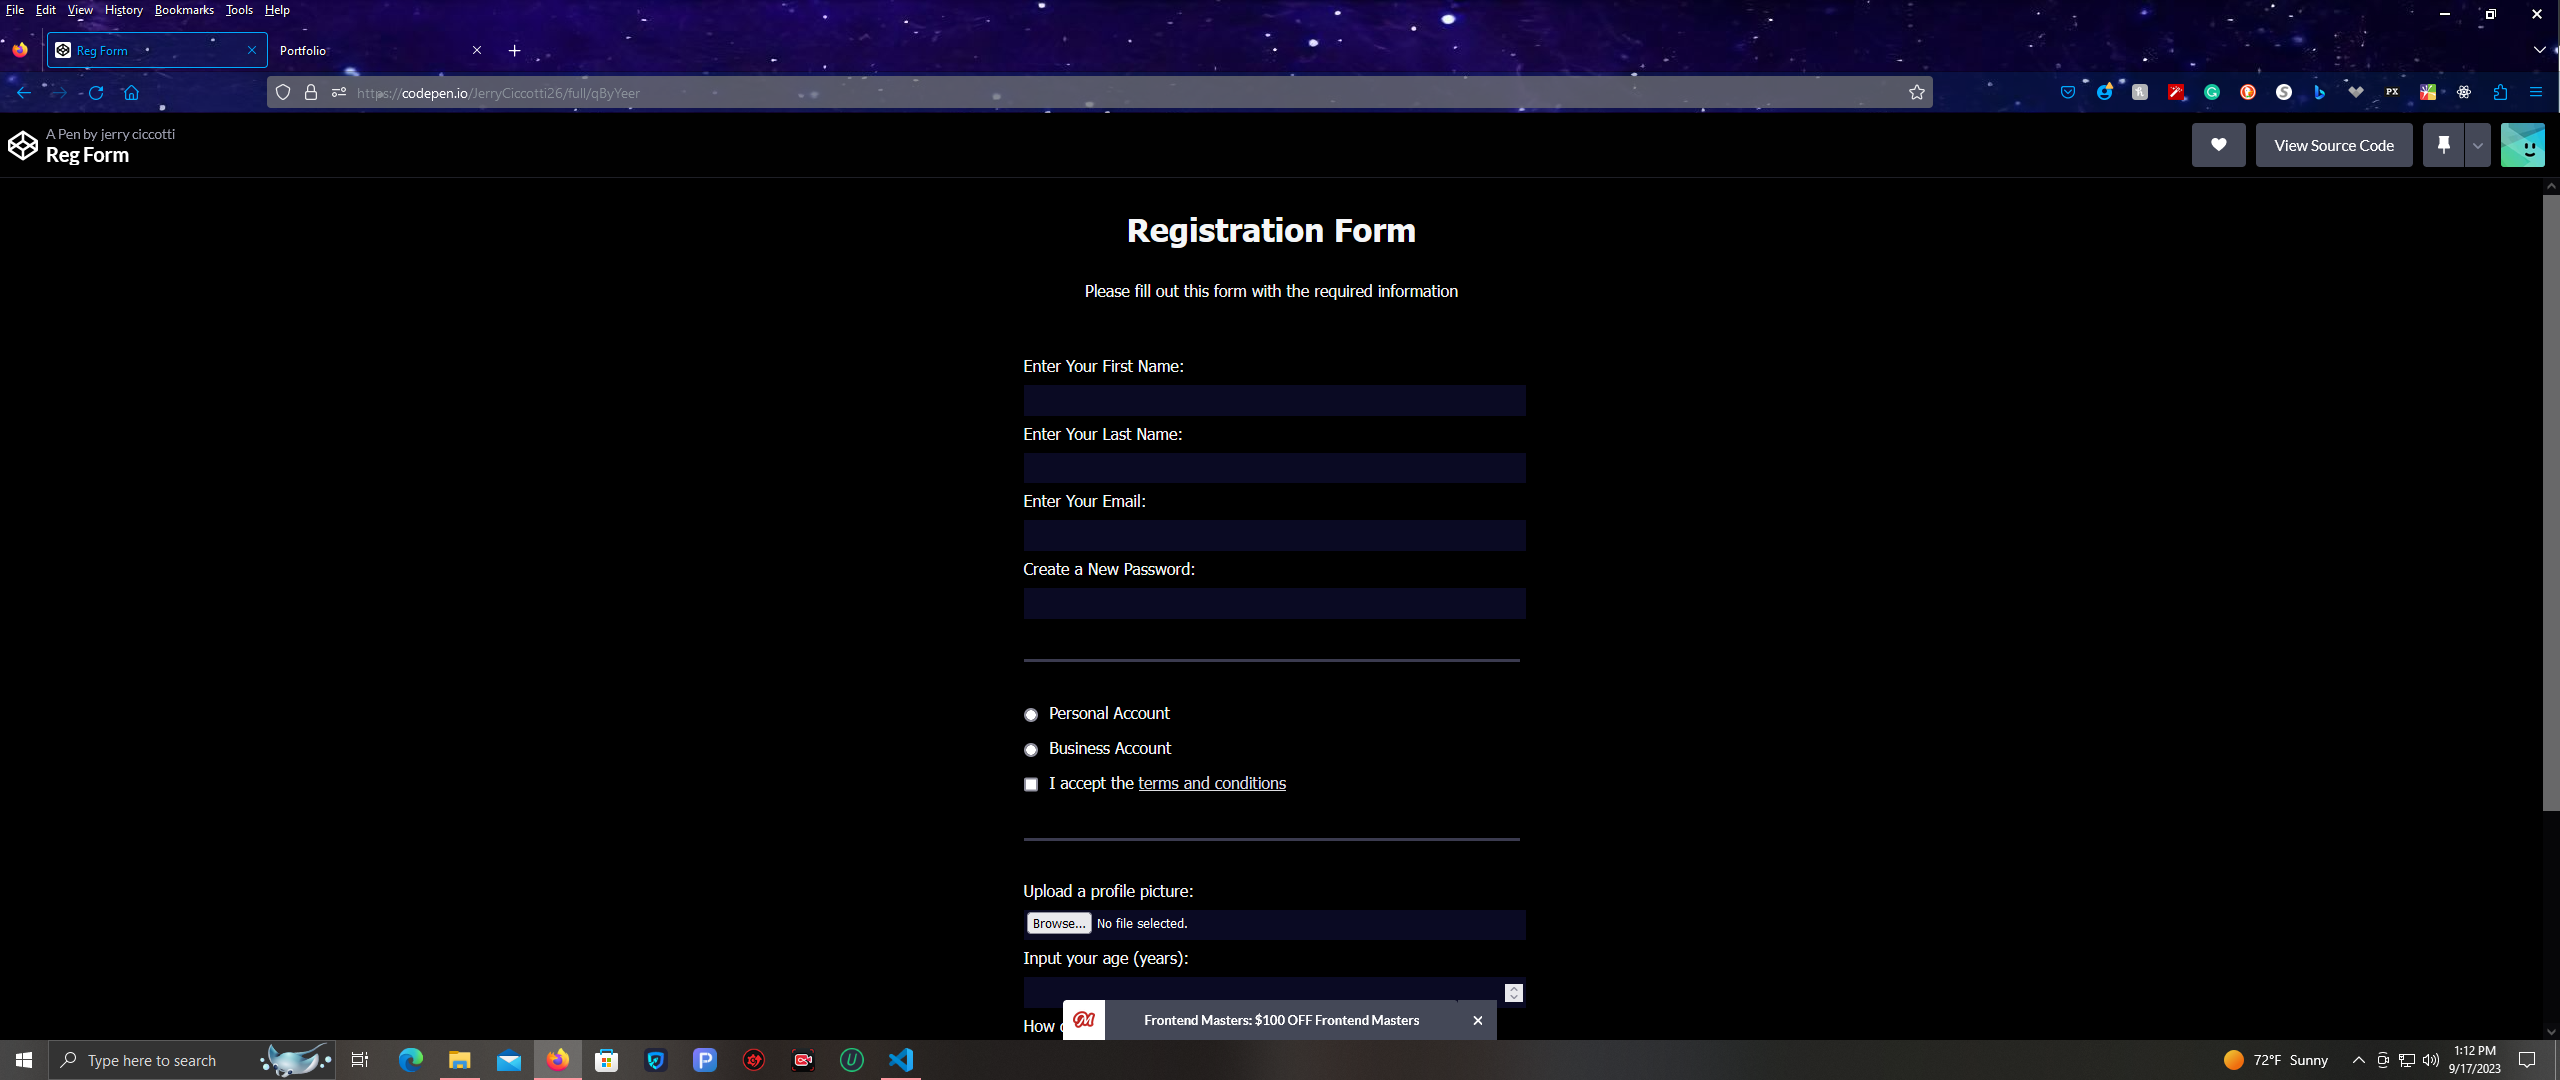 File Edit View History Bookmarks Tools Help
Reg Form
Portfolio
https://codepen.io/JerryCiccotti26/full/qByYeer
A Pen by jerry ciccotti
Reg Form
View Source Code
Registration Form
Please fill out this form with the required information
Enter Your First Name:
Enter Your Last Name:
Enter Your Email:
Create a New Password:
Personal Account
Business Account
I accept the terms and conditions
Upload a profile picture:
Browse... No file selected.
Input your age (years):
How
Frontend Masters: $100 OFF Frontend Masters
Type here to search
72°F Sunny
1:12 PM
9/17/2023